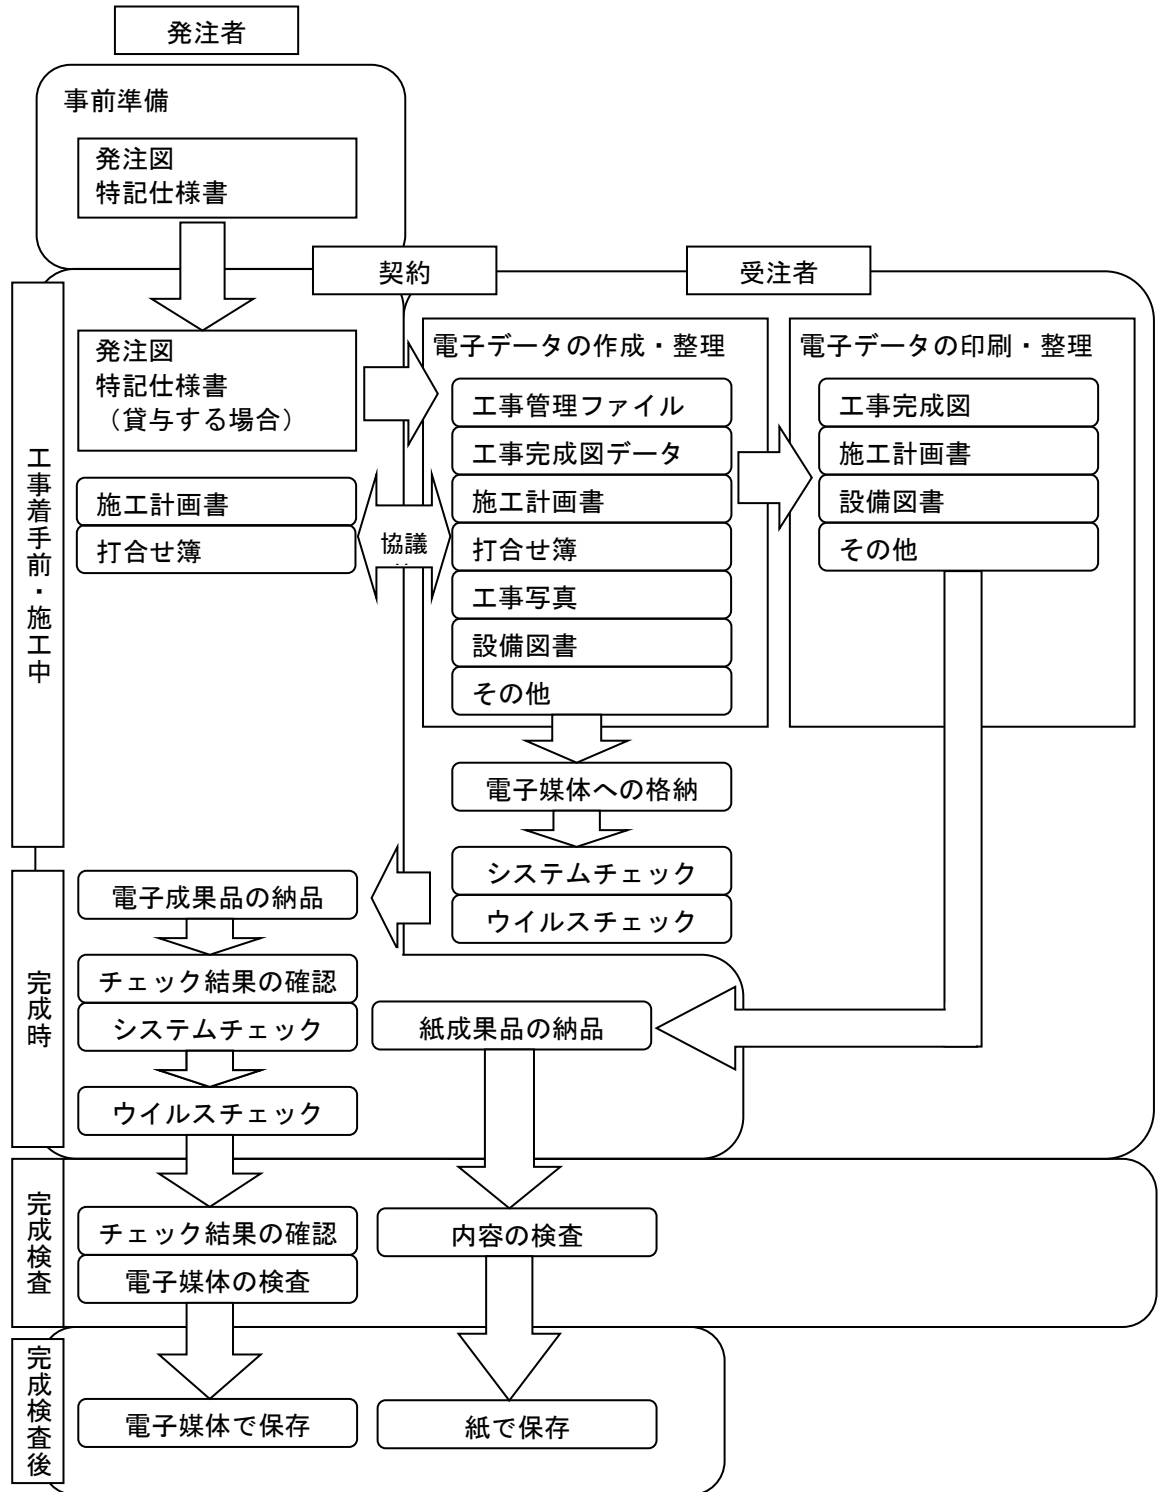 発注者
事前準備
発注図
特記仕様書
契約
受注者
工事着手前・施工中
発注図
特記仕様書
（貸与する場合）
施工計画書
打合せ簿
協議
電子データの作成・整理
工事管理ファイル
工事完成図データ
施工計画書
打合せ簿
工事写真
設備図書
その他
電子データの印刷・整理
工事完成図
施工計画書
設備図書
その他
電子媒体への格納
システムチェック
ウイルスチェック
完成時
電子成果品の納品
チェック結果の確認
システムチェック
ウイルスチェック
紙成果品の納品
完成検査
チェック結果の確認
電子媒体の検査
内容の検査
完成検査後
電子媒体で保存
紙で保存